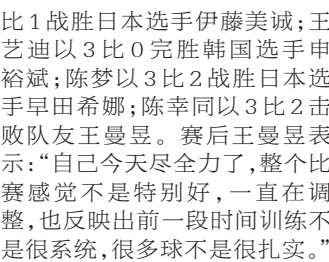 比1战胜日本选手伊藤美诚;王
艺迪以3比0完胜韩国选手申
裕斌;陈梦以3比2战胜日本选
手早田希娜;陈幸同以3比2击
败队友王曼昱。赛后王曼昱表
示:“自己今天尽全力了,整个比
赛感觉不是特别好,一直在调
整,也反映出前一段时间训练不
是很系统,很多球不是很扎实。”